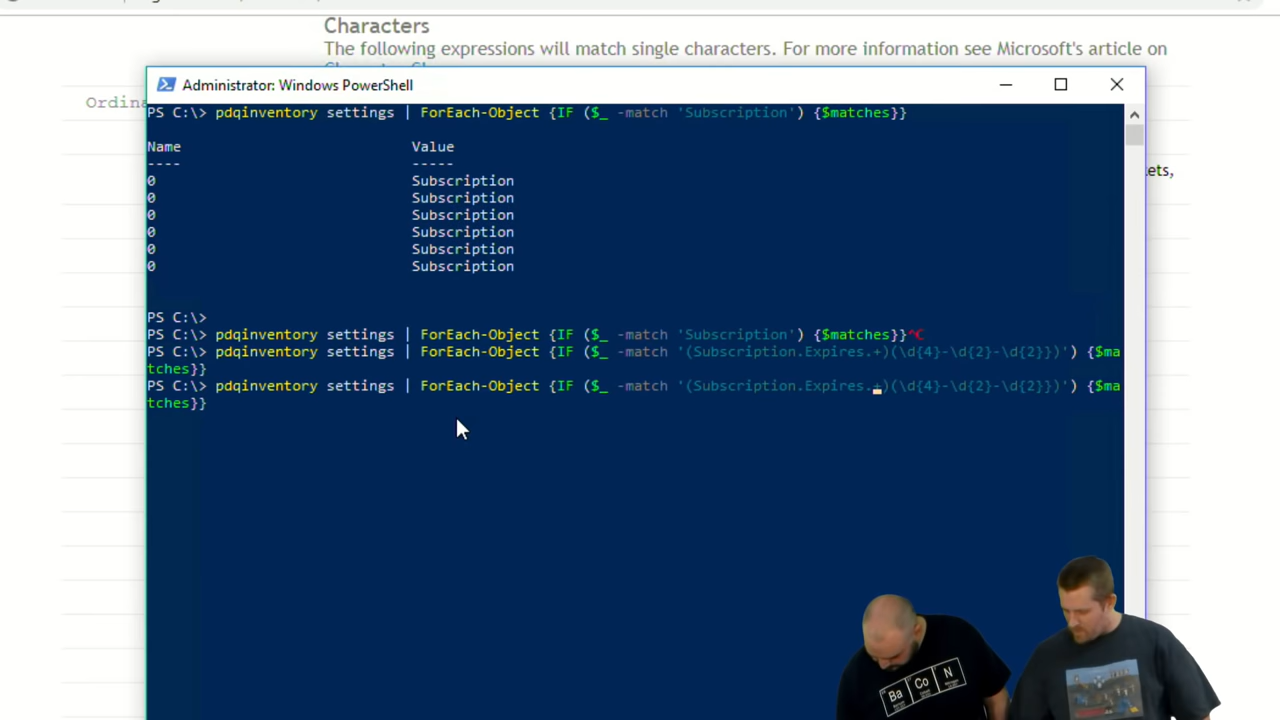 Characters
The following expressions will match single characters. For more information see Microsoft's article on
Administrator: Windows PowerShell
Ordina
PS C:\> pdqinventory settings | ForEach-Object {IF ($_ -match 'Subscription') {$matches}}
Name Value
---- -----
ets,
0 Subscription
0 Subscription
0 Subscription
0 Subscription
0 Subscription
0 Subscription
PS C:\>
PS C:\> pdqinventory settings | ForEach-Object {IF ($_ -match 'Subscription') {$matches}}^C
PS C:\> pdqinventory settings | ForEach-Object {IF ($_ -match '(Subscription.Expires.+)(\d{4}-\d{2}-\d{2}})') {$ma
tches}}
PS C:\> pdqinventory settings | ForEach-Object {IF ($_ -match '(Subscription.Expires.+)(\d{4}-\d{2}-\d{2}})') {$ma
tches}}
Ba Co N